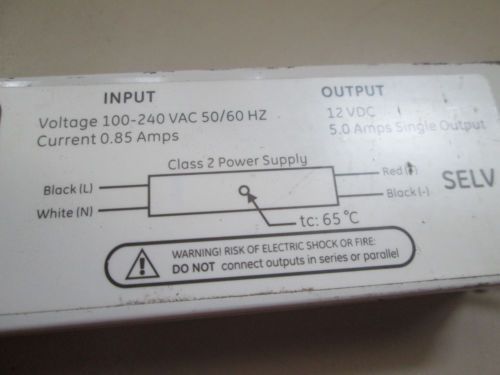 INPUT
Voltage 100-240 VAC 50/60 HZ
Current 0.85 Amps
OUTPUT
12 VDC
5.0 Amps Single Output
Class 2 Power Supply
Black (L)
White (N)
Red (+)
Black (-)
SELV
tc: 65 °C
WARNING! RISK OF ELECTRIC SHOCK OR FIRE:
DO NOT connect outputs in series or parallel